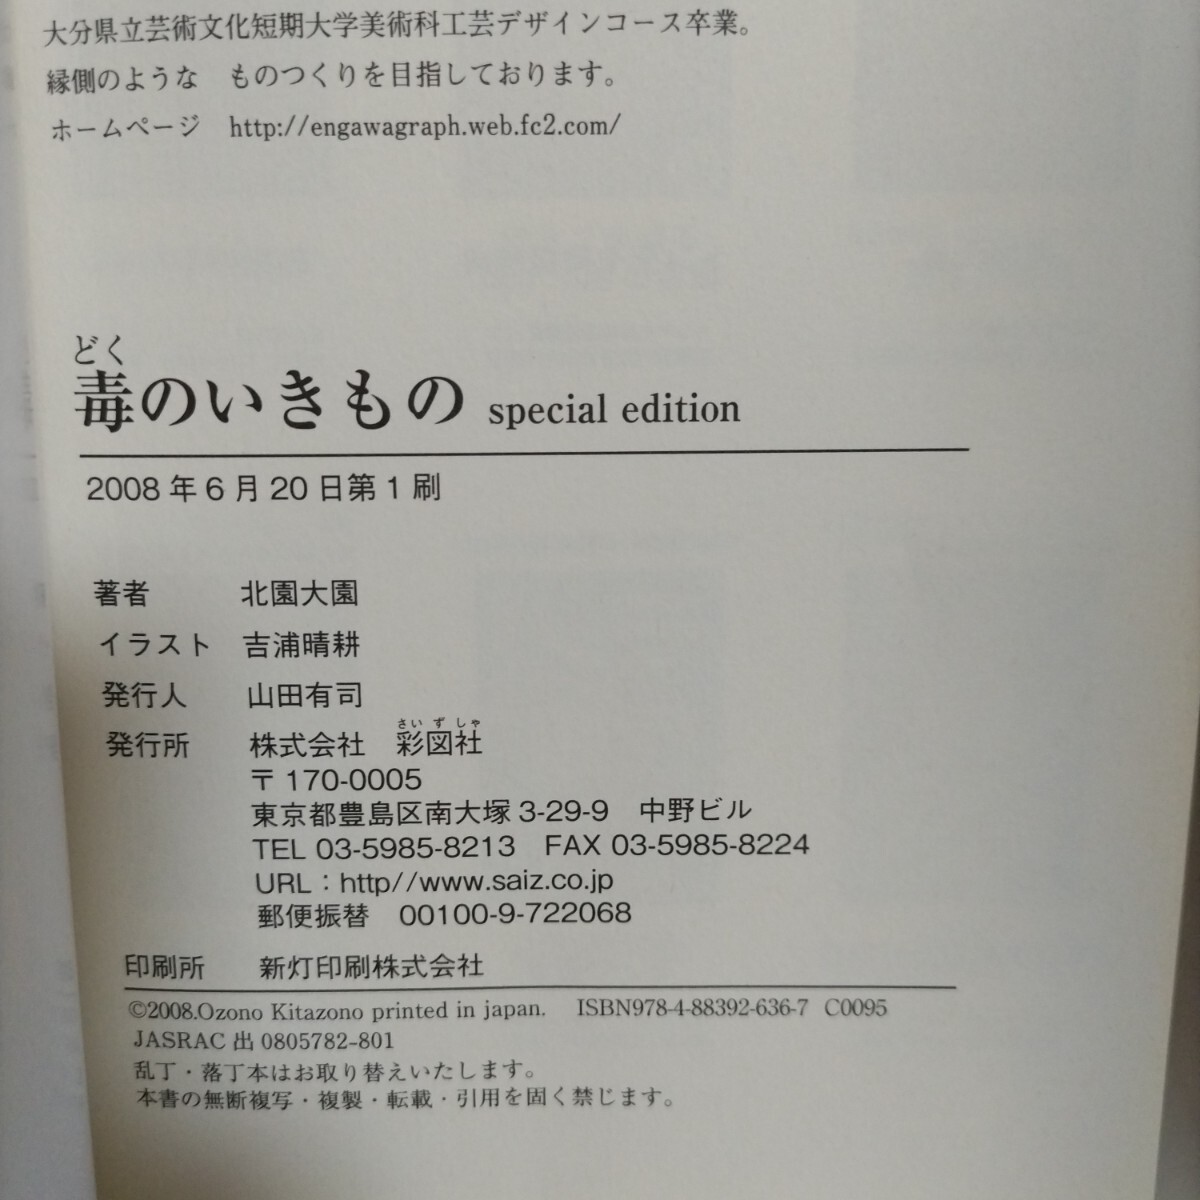 大分県立芸術文化短期大学美術科工芸デザインコース卒業。
縁側のような　ものつくりを目指しております。
ホームページ　http://engawagraph.web.fc2.com/
どく
毒のいきもの special edition
2008年6月20日第1刷
著者　北園大園
イラスト　吉浦晴耕
発行人　山田有司
さいずしゃ
発行所　株式会社　彩図社
〒170-0005
東京都豊島区南大塚3-29-9　中野ビル
TEL 03-5985-8213　FAX 03-5985-8224
URL：http//www.saiz.co.jp
郵便振替　00100-9-722068
印刷所　新灯印刷株式会社
©2008.Ozono Kitazono printed in japan.　ISBN978-4-88392-636-7　C0095
JASRAC 出 0805782-801
乱丁・落丁本はお取り替えいたします。
本書の無断複写・複製・転載・引用を固く禁じます。